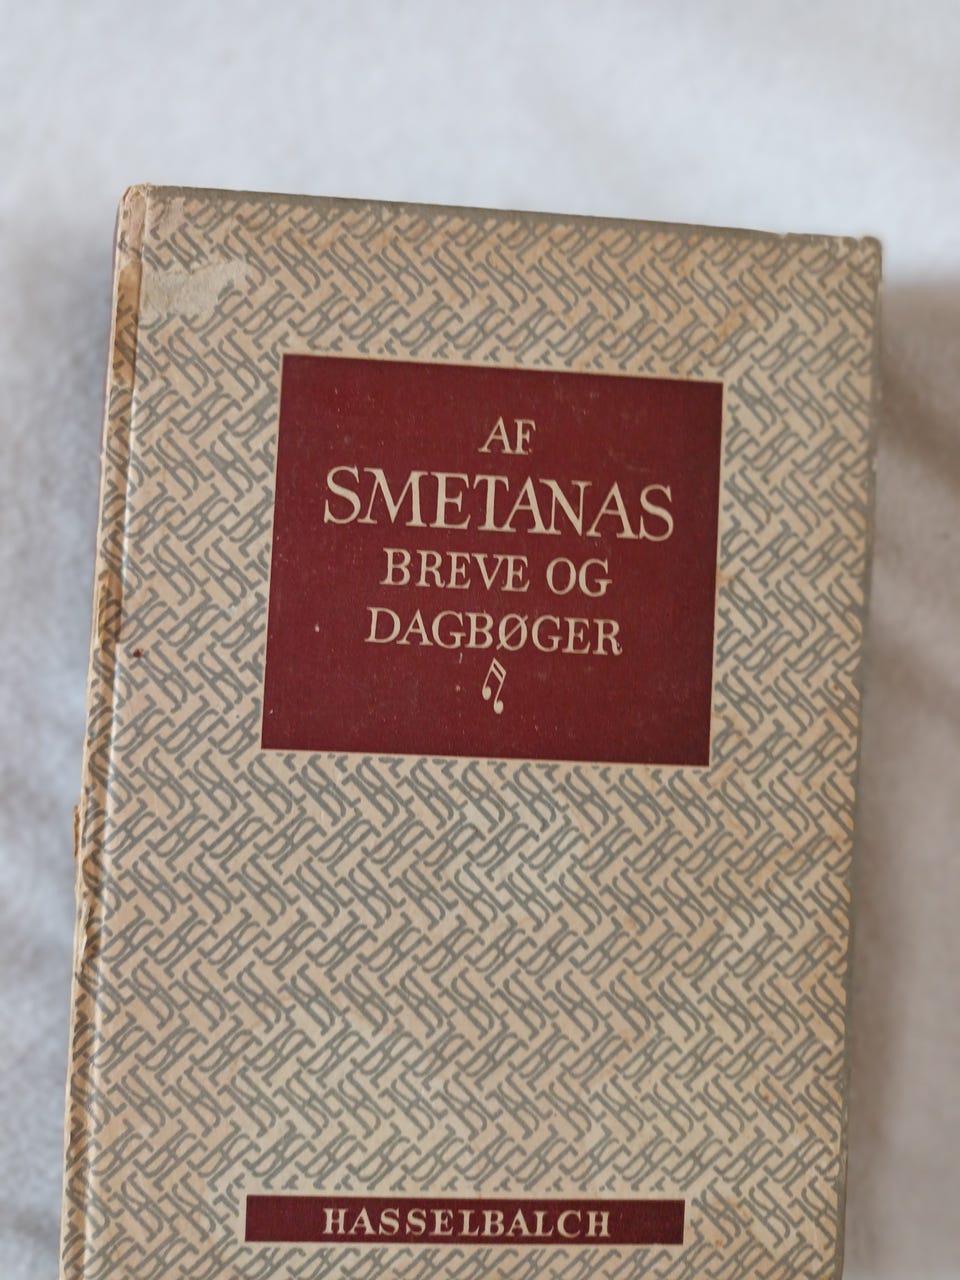 AF
SMETANAS
BREVE OG
DAGBØGER
HASSELBALCH